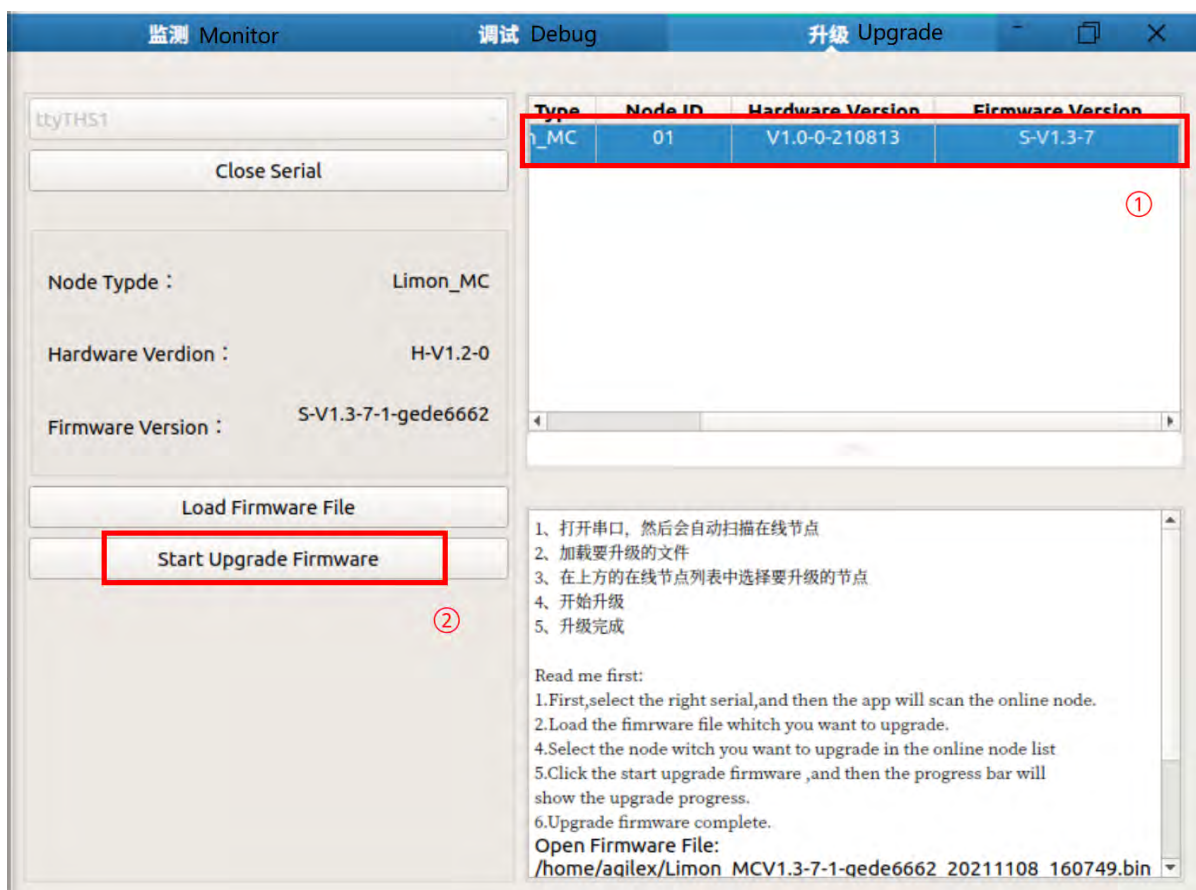 监测 Monitor
调试 Debug
升级 Upgrade
ttyTHS1
Close Serial
Node Typde： Limon_MC
Hardware Verdion： H-V1.2-0
Firmware Version： S-V1.3-7-1-gede6662
Load Firmware File
Start Upgrade Firmware
②
Type Node ID Hardware Version Firmware Version
_MC 01 V1.0-0-210813 S-V1.3-7
①
1、打开串口，然后会自动扫描在线节点
2、加载要升级的文件
3、在上方的在线节点列表中选择要升级的节点
4、开始升级
5、升级完成
Read me first:
1.First,select the right serial,and then the app will scan the online node.
2.Load the fimrware file whitch you want to upgrade.
4.Select the node witch you want to upgrade in the online node list
5.Click the start upgrade firmware ,and then the progress bar will
show the upgrade progress.
6.Upgrade firmware complete.
Open Firmware File:
/home/agilex/Limon_MCV1.3-7-1-gede6662_20211108_160749.bin